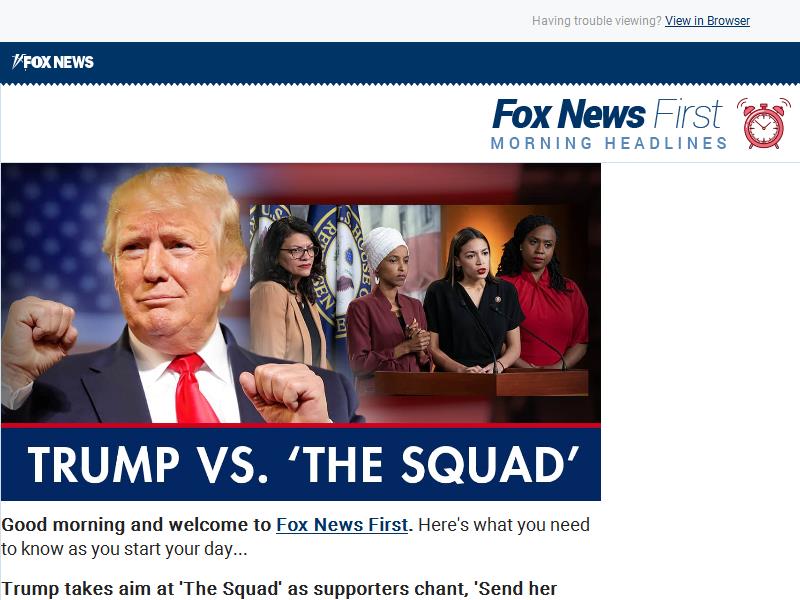 Having trouble viewing? View in Browser
FOX NEWS
Fox News First
MORNING HEADLINES
TRUMP VS. ‘THE SQUAD’
Good morning and welcome to Fox News First. Here's what you need
to know as you start your day...
Trump takes aim at 'The Squad' as supporters chant, 'Send her